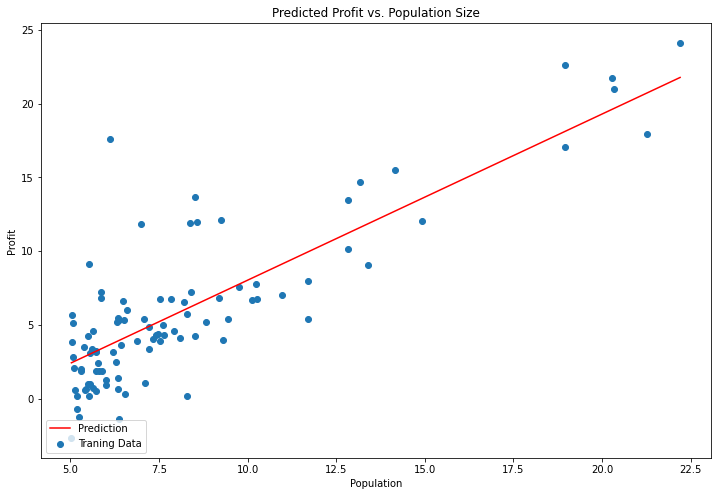 Predicted Profit vs. Population Size
25
20
15
10
5
0
Profit
Prediction
Traning Data
5.0 7.5 10.0 12.5 15.0 17.5 20.0 22.5
Population